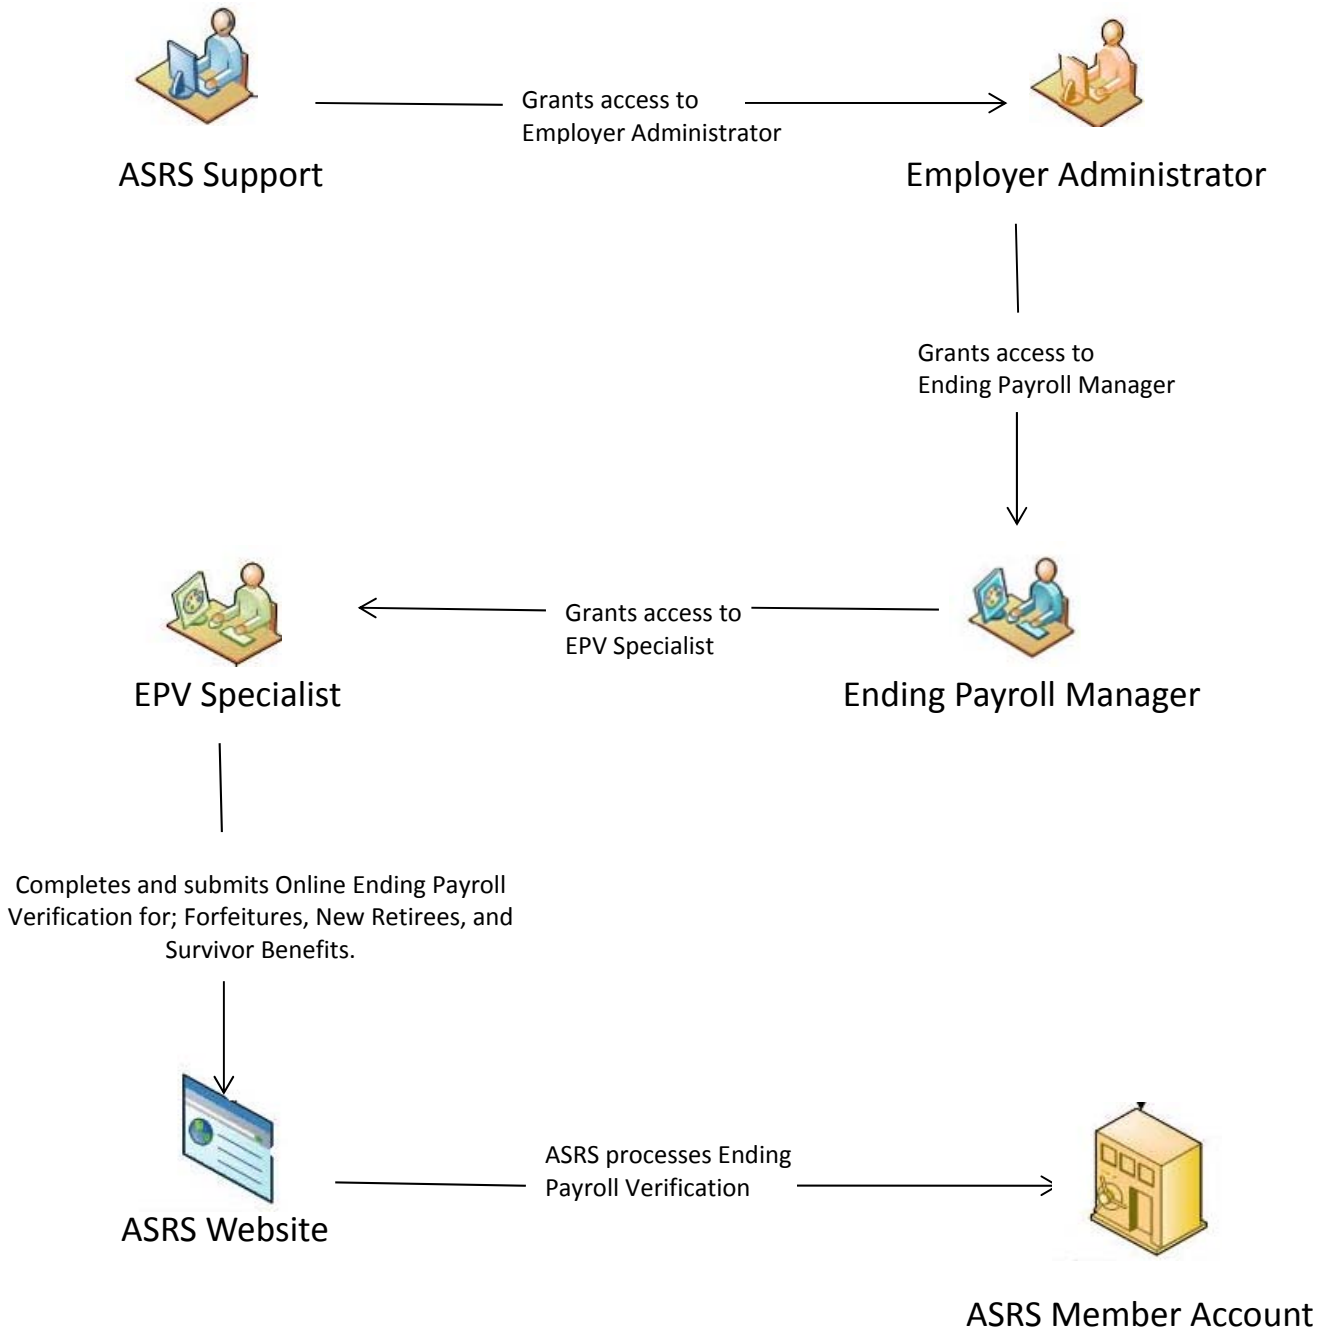 Grants access to
Employer Administrator
ASRS Support
Employer Administrator
Grants access to
Ending Payroll Manager
Grants access to
EPV Specialist
EPV Specialist
Ending Payroll Manager
Completes and submits Online Ending Payroll
Verification for; Forfeitures, New Retirees, and
Survivor Benefits.
ASRS processes Ending
Payroll Verification
ASRS Website
ASRS Member Account